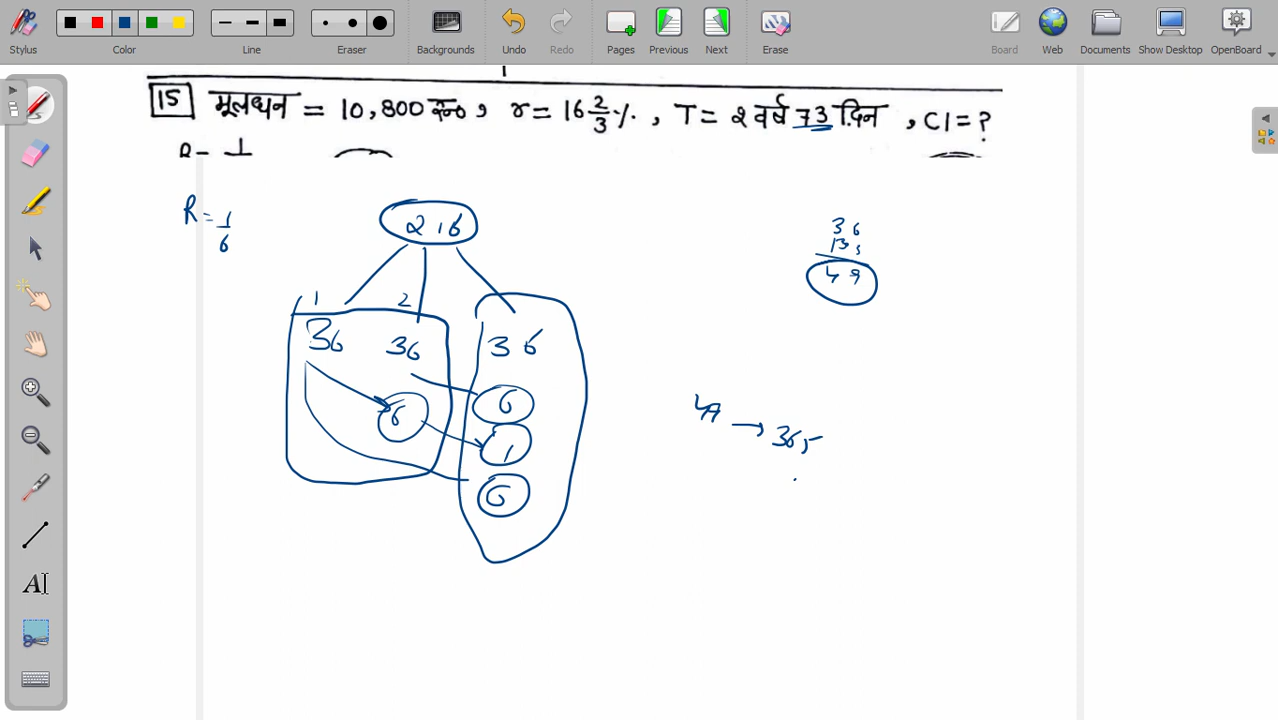 Stylus Color Line Eraser Backgrounds Undo Redo Pages Previous Next Erase Board Web Documents Show Desktop OpenBoard
15 मूलधन = 10,800 रु०, r = 16 2/3 %, T = 2 वर्ष 73 दिन, CI = ?
R = 1/6
216
36
13
49
1 2
36 36 36
6 6
49 → 365
1
6